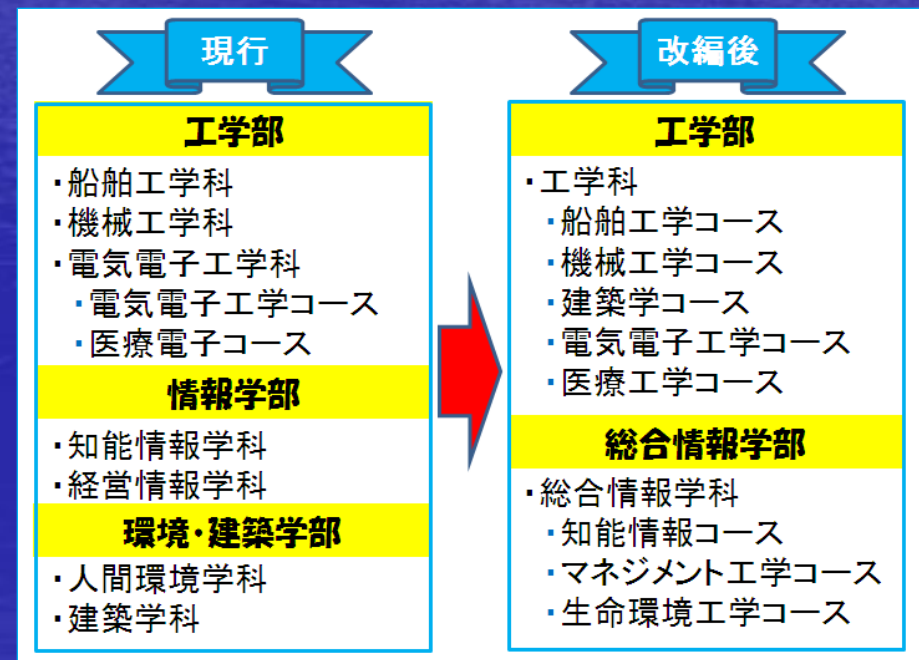 現行
工学部
・船舶工学科
・機械工学科
・電気電子工学科
・電気電子工学コース
・医療電子コース
情報学部
・知能情報学科
・経営情報学科
環境・建築学部
・人間環境学科
・建築学科
改編後
工学部
・工学科
・船舶工学コース
・機械工学コース
・建築学コース
・電気電子工学コース
・医療工学コース
総合情報学部
・総合情報学科
・知能情報コース
・マネジメント工学コース
・生命環境工学コース